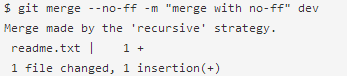 $ git merge --no-ff -m "merge with no-ff" dev
Merge made by the 'recursive' strategy.
 readme.txt |    1 +
 1 file changed, 1 insertion(+)